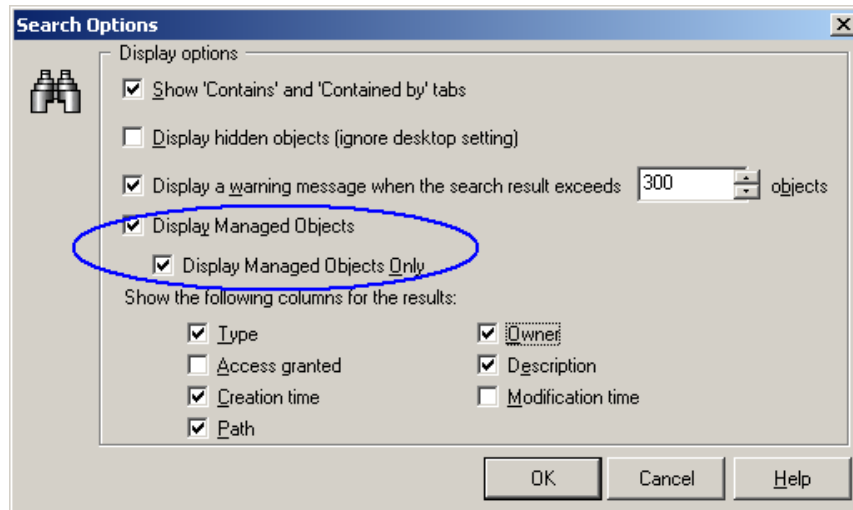 Search Options
Display options
Show 'Contains' and 'Contained by' tabs
Display hidden objects (ignore desktop setting)
Display a warning message when the search result exceeds 300 objects
Display Managed Objects
Display Managed Objects Only
Show the following columns for the results:
Type Owner
Access granted Description
Creation time Modification time
Path
OK Cancel Help